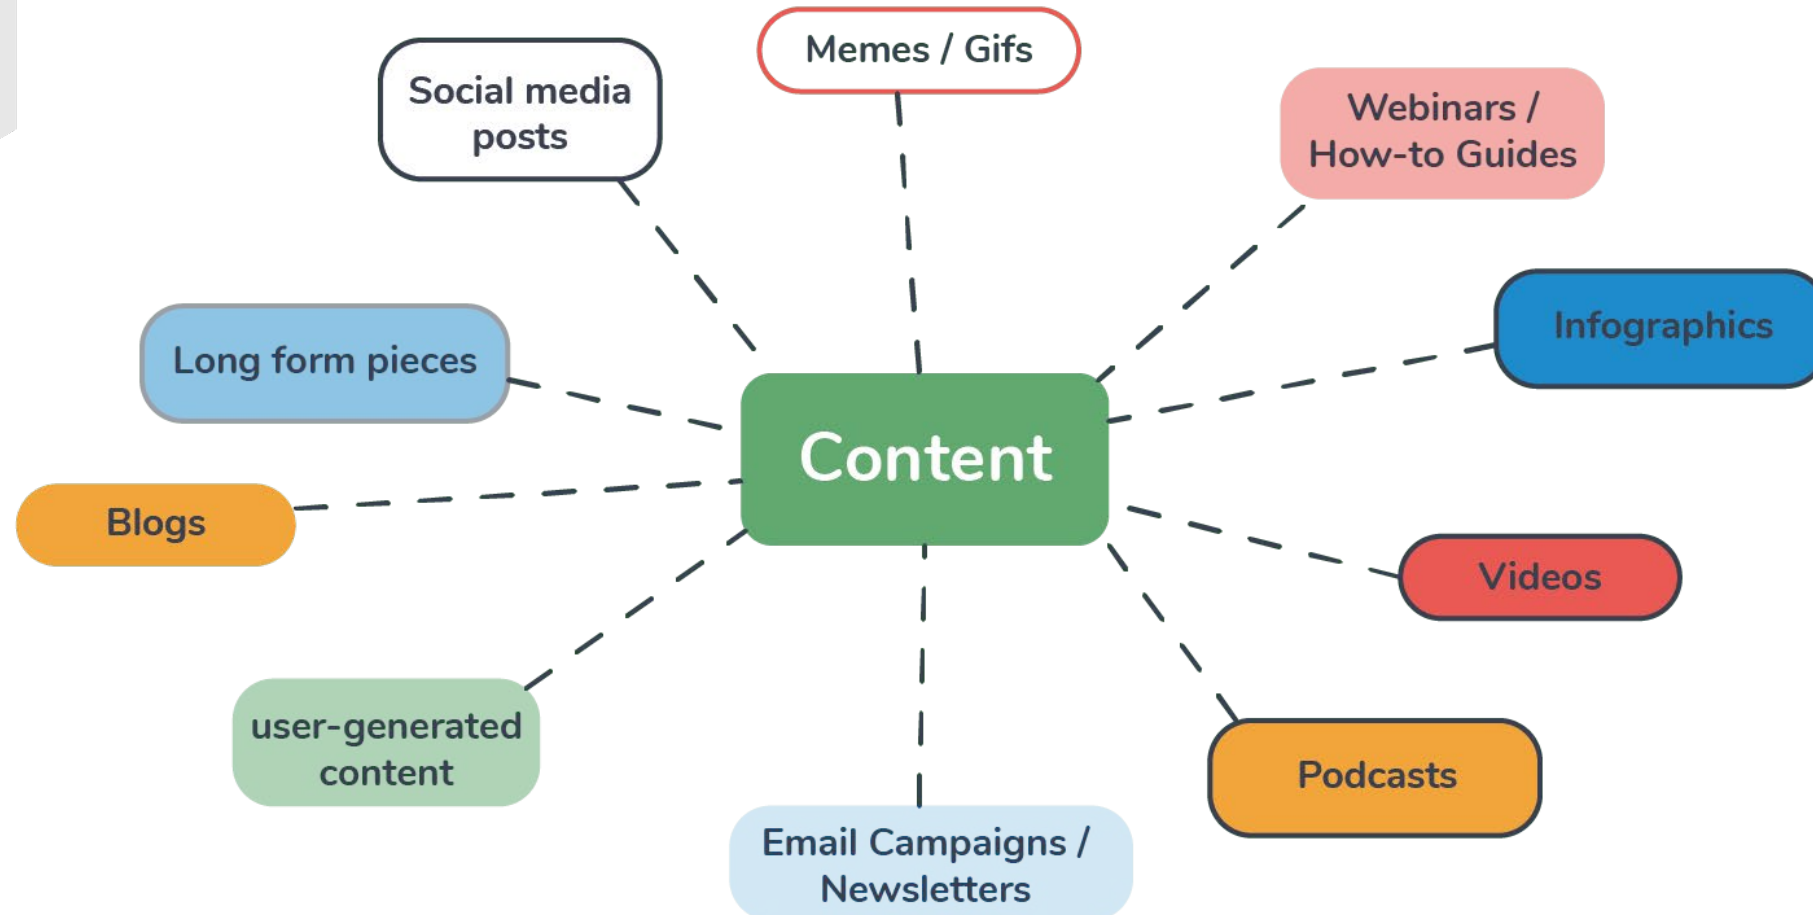 Memes / Gifs
Social media
posts
Webinars /
How-to Guides
Infographics
Long form pieces
Content
Blogs
Videos
user-generated
content
Podcasts
Email Campaigns /
Newsletters